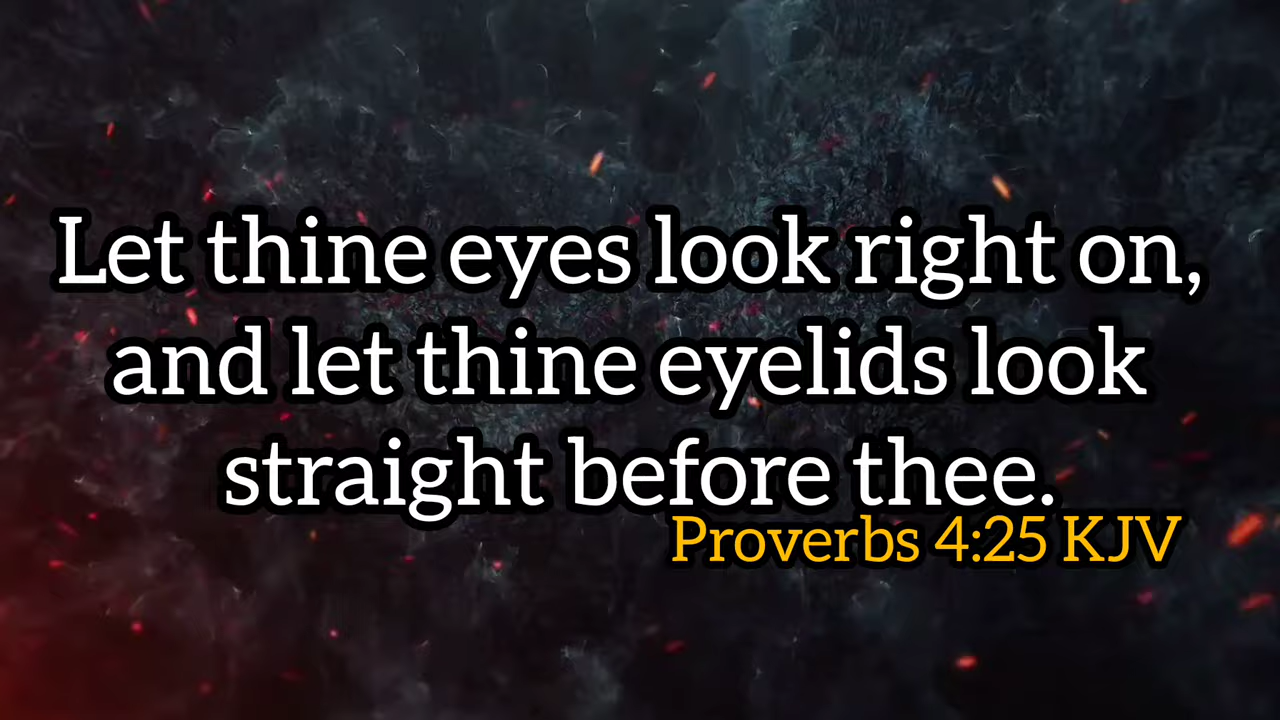 Let thine eyes look right on,
and let thine eyelids look
straight before thee.
Proverbs 4:25 KJV